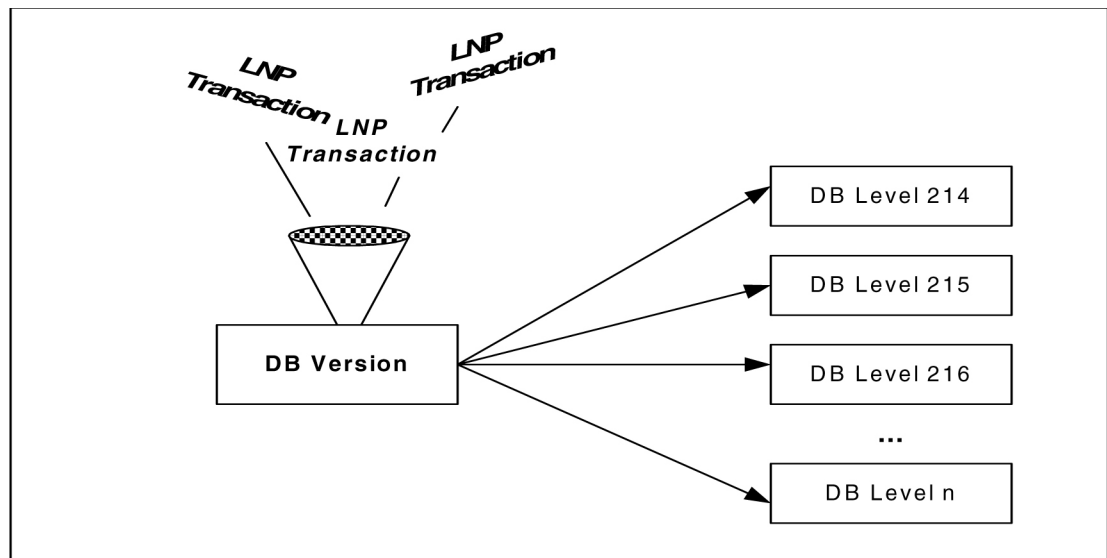 LNP
Transaction
LNP
Transaction
LNP
Transaction
DB Version
DB Level 214
DB Level 215
DB Level 216
...
DB Level n